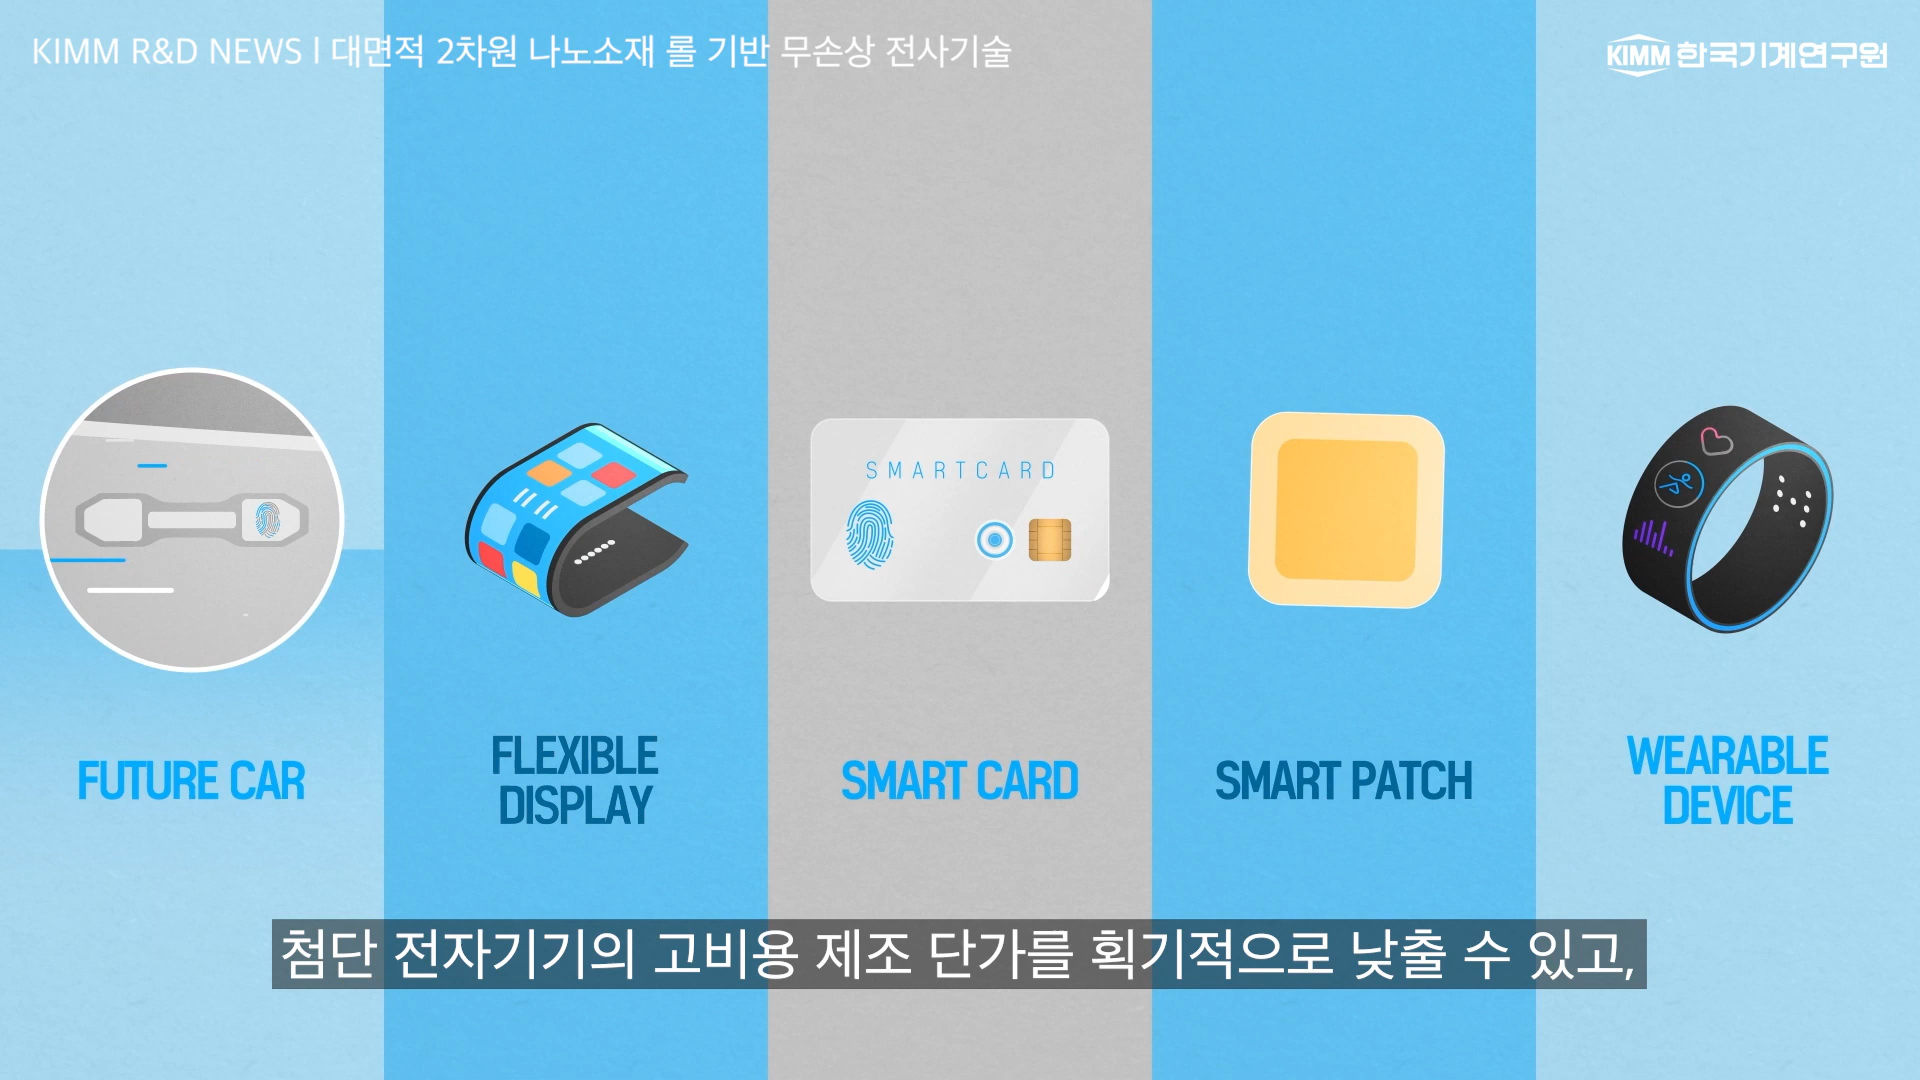 KIMM R&D NEWS l 대면적 2차원 나노소재 롤 기반 무손상 전사기술
KIMM 한국기계연구원
SMARTCARD
FUTURE CAR
FLEXIBLE
DISPLAY
SMART CARD
SMART PATCH
WEARABLE
DEVICE
첨단 전자기기의 고비용 제조 단가를 획기적으로 낮출 수 있고,